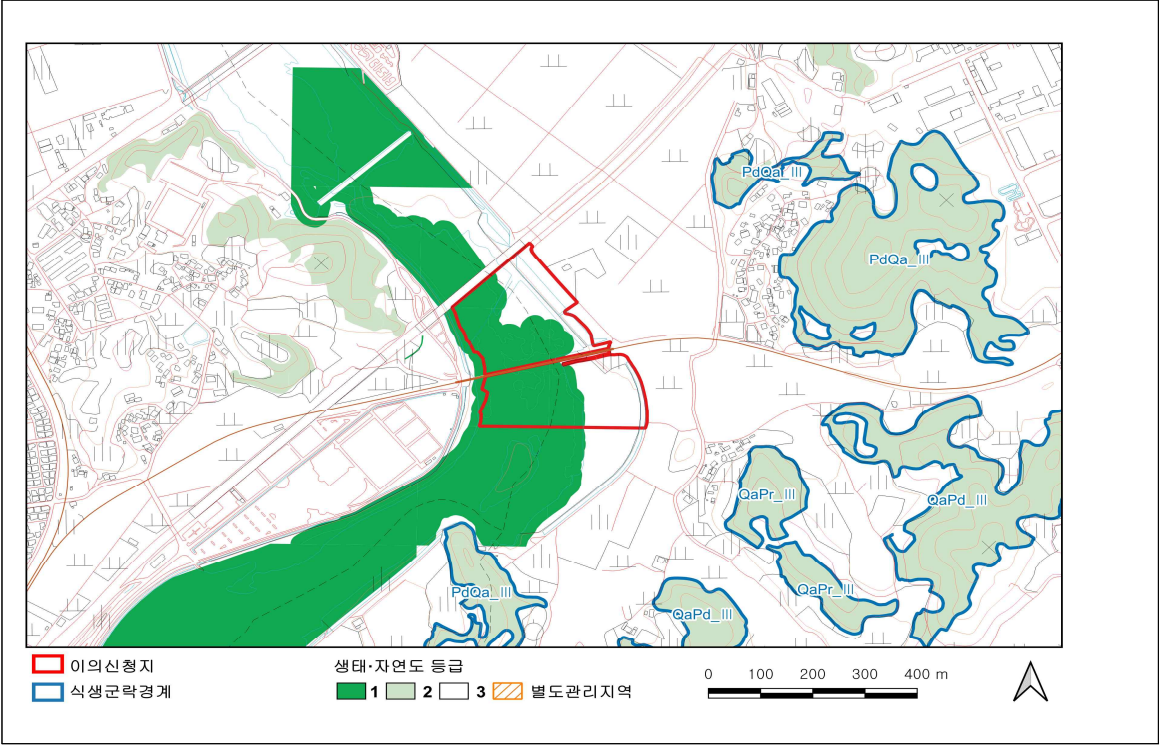 PdQa_III
PdQa_III
QaPr_III
QaPd_III
PdQa_III
QaPr_III
QaPd_III
이의신청지
생태·자연도 등급
0 100 200 300 400 m
식생군락경계
1 2 3 별도관리지역